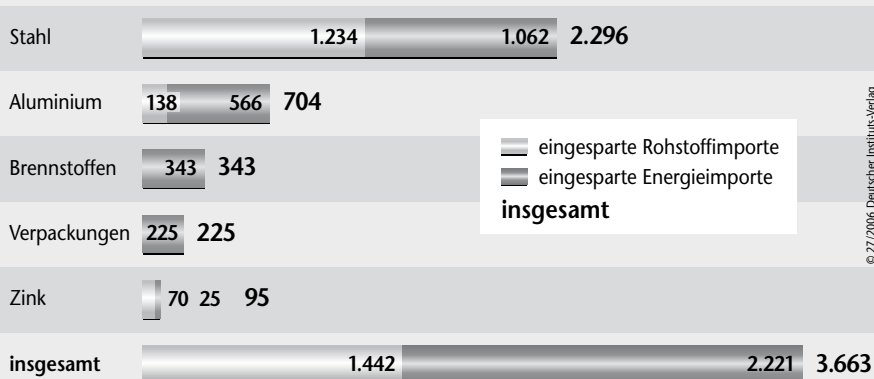 Stahl 1.234 1.062 2.296
Aluminium 138 566 704
Brennstoffen 343 343
Verpackungen 225 225
Zink 70 25 95
insgesamt 1.442 2.221 3.663
eingesparte Rohstoffimporte
eingesparte Energieimporte
insgesamt
© 27/2006 Deutscher Instituts-Verlag